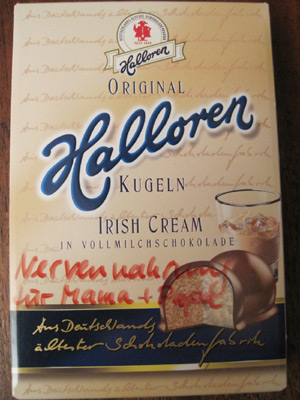 Halloren
ORIGINAL
Halloren
KUGELN
IRISH CREAM
IN VOLLMILCHSCHOKOLADE
Nervennahrung
für Mama + Papa
Aus Deutschlands
ältester Schokoladenfabrik